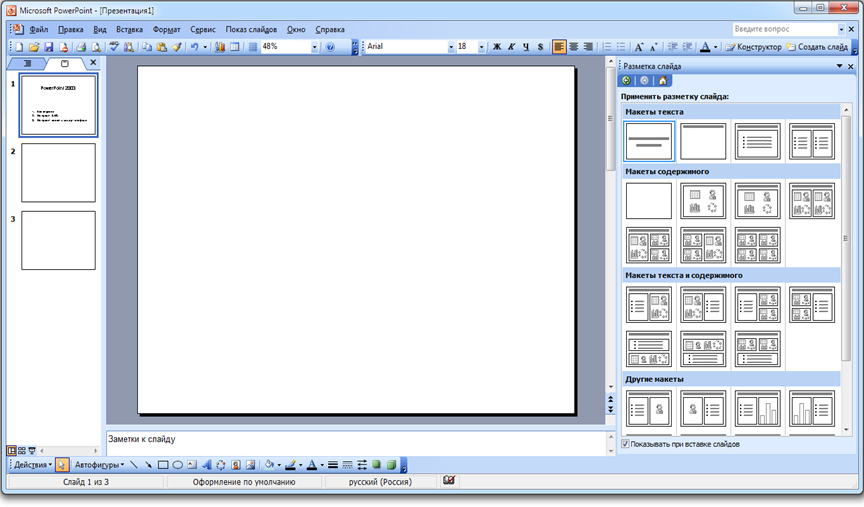 Microsoft PowerPoint - [Презентация1]
Файл Правка Вид Вставка Формат Сервис Показ слайдов Окно Справка Введите вопрос
48% Arial 18 Ж К Ч S Конструктор Создать слайд
Разметка слайда
1
PowerPoint 2003
2
3
Применить разметку слайда:
Макеты текста
Макеты содержимого
Макеты текста и содержимого
Другие макеты
Показывать при вставке слайдов
Заметки к слайду
Действия Автофигуры
Слайд 1 из 3 Оформление по умолчанию русский (Россия)